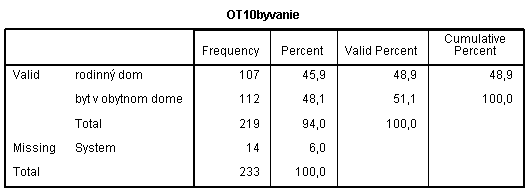 OT10byvanie
Frequency Percent Valid Percent Cumulative Percent
Valid rodinný dom 107 45,9 48,9 48,9
byt v obytnom dome 112 48,1 51,1 100,0
Total 219 94,0 100,0
Missing System 14 6,0
Total 233 100,0